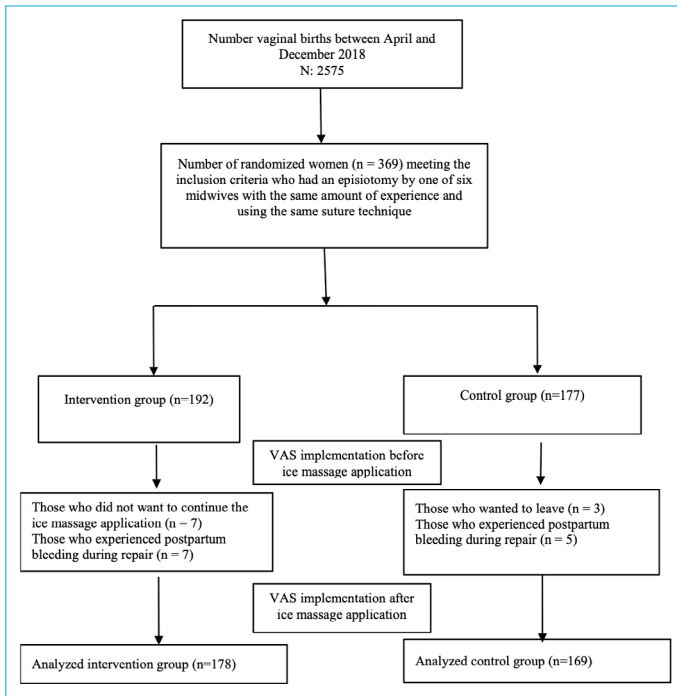 Number vaginal births between April and
December 2018
N: 2575
Number of randomized women (n = 369) meeting the
inclusion criteria who had an episiotomy by one of six
midwives with the same amount of experience and
using the same suture technique
Intervention group (n=192)
Control group (n=177)
VAS implementation before
ice massage application
Those who did not want to continue the
ice massage application (n – 7)
Those who experienced postpartum
bleeding during repair (n = 7)
Those who wanted to leave (n = 3)
Those who experienced postpartum
bleeding during repair (n = 5)
VAS implementation after
ice massage application
Analyzed intervention group (n=178)
Analyzed control group (n=169)